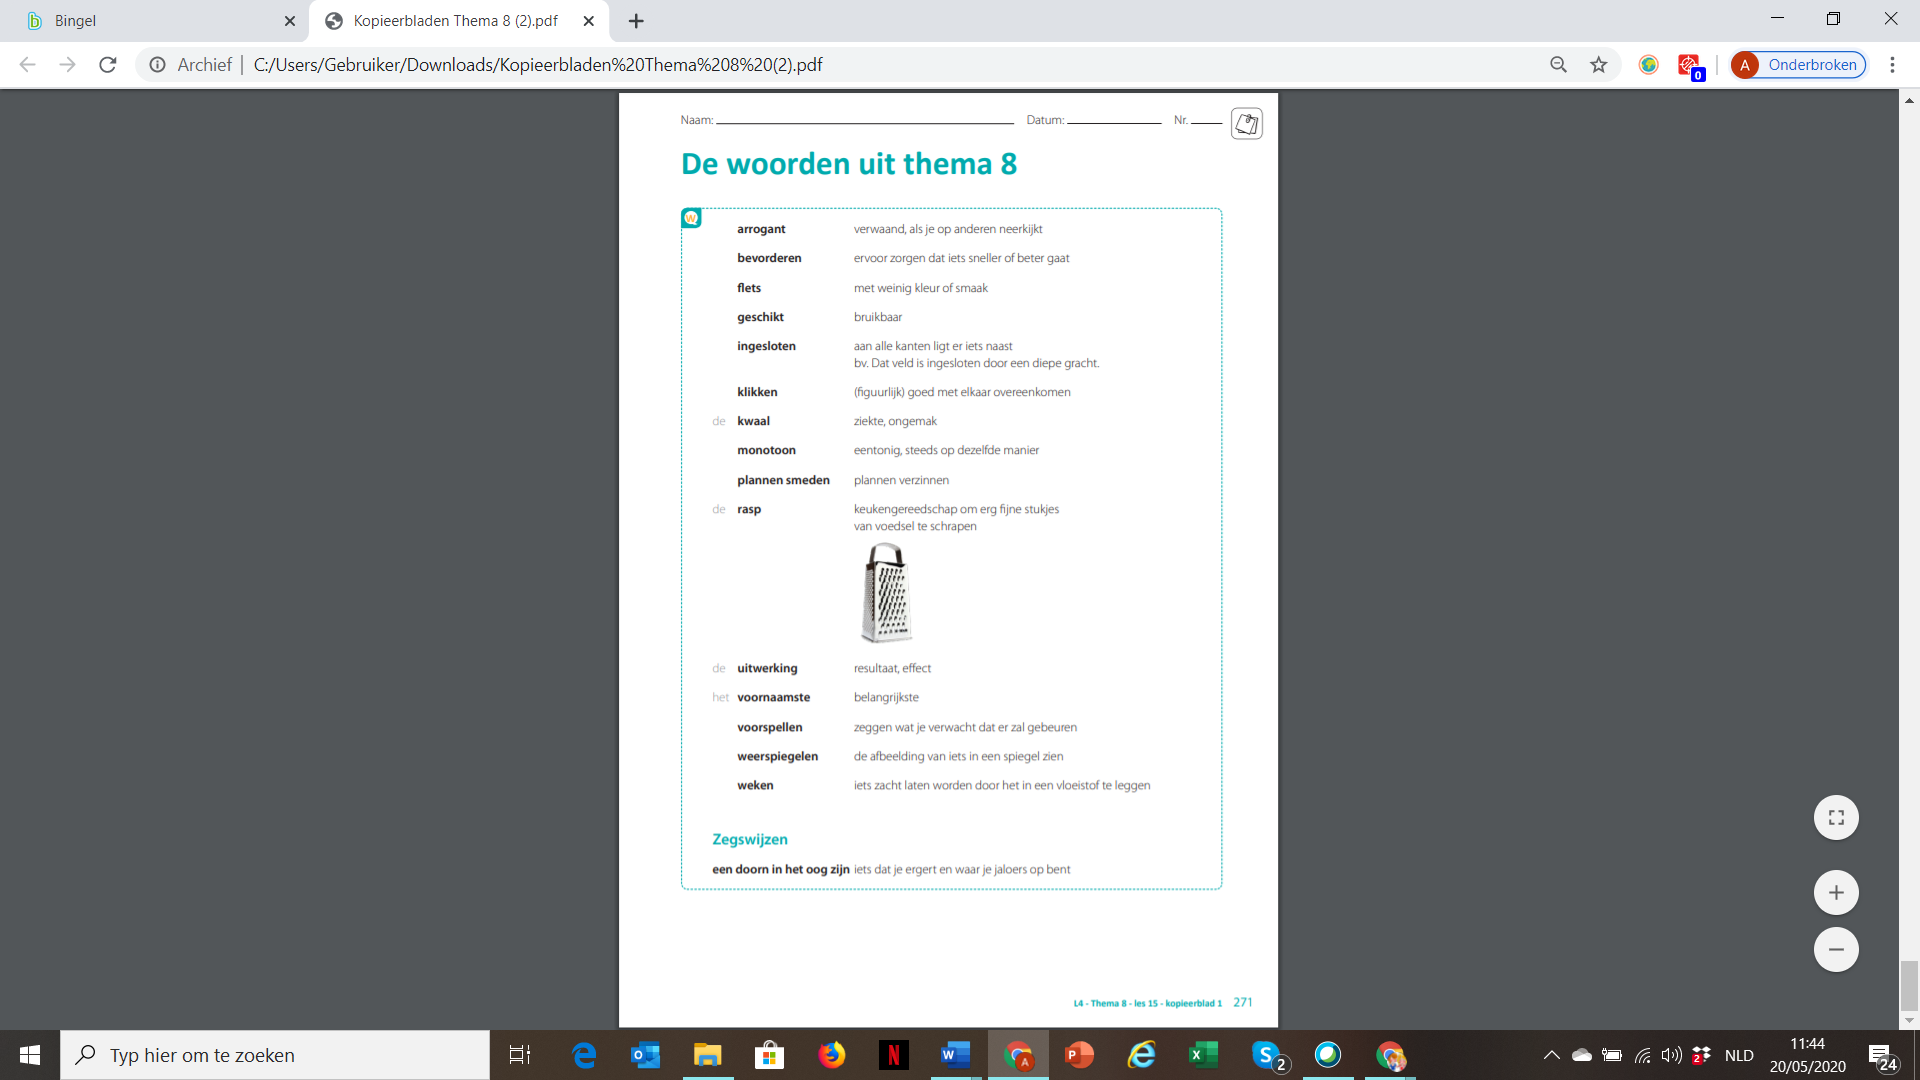 Bingel
Kopieerbladen Thema 8 (2).pdf
Archief | C:/Users/Gebruiker/Downloads/Kopieerbladen%20Thema%208%20(2).pdf
0
A Onderbroken
Naam: Datum: Nr.
De woorden uit thema 8
W
arrogant verwaand, als je op anderen neerkijkt
bevorderen ervoor zorgen dat iets sneller of beter gaat
flets met weinig kleur of smaak
geschikt bruikbaar
ingesloten aan alle kanten ligt er iets naast
bv. Dat veld is ingesloten door een diepe gracht.
klikken (figuurlijk) goed met elkaar overeenkomen
de kwaal ziekte, ongemak
monotoon eentonig, steeds op dezelfde manier
plannen smeden plannen verzinnen
de rasp keukengereedschap om erg fijne stukjes
van voedsel te schrapen
de uitwerking resultaat, effect
het voornaamste belangrijkste
voorspellen zeggen wat je verwacht dat er zal gebeuren
weerspiegelen de afbeelding van iets in een spiegel zien
weken iets zacht laten worden door het in een vloeistof te leggen
Zegswijzen
een doorn in het oog zijn iets dat je ergert en waar je jaloers op bent
L4 - Thema 8 - les 15 - kopieerblad 1 271
Typ hier om te zoeken
2
2
NLD
11:44
20/05/2020
24